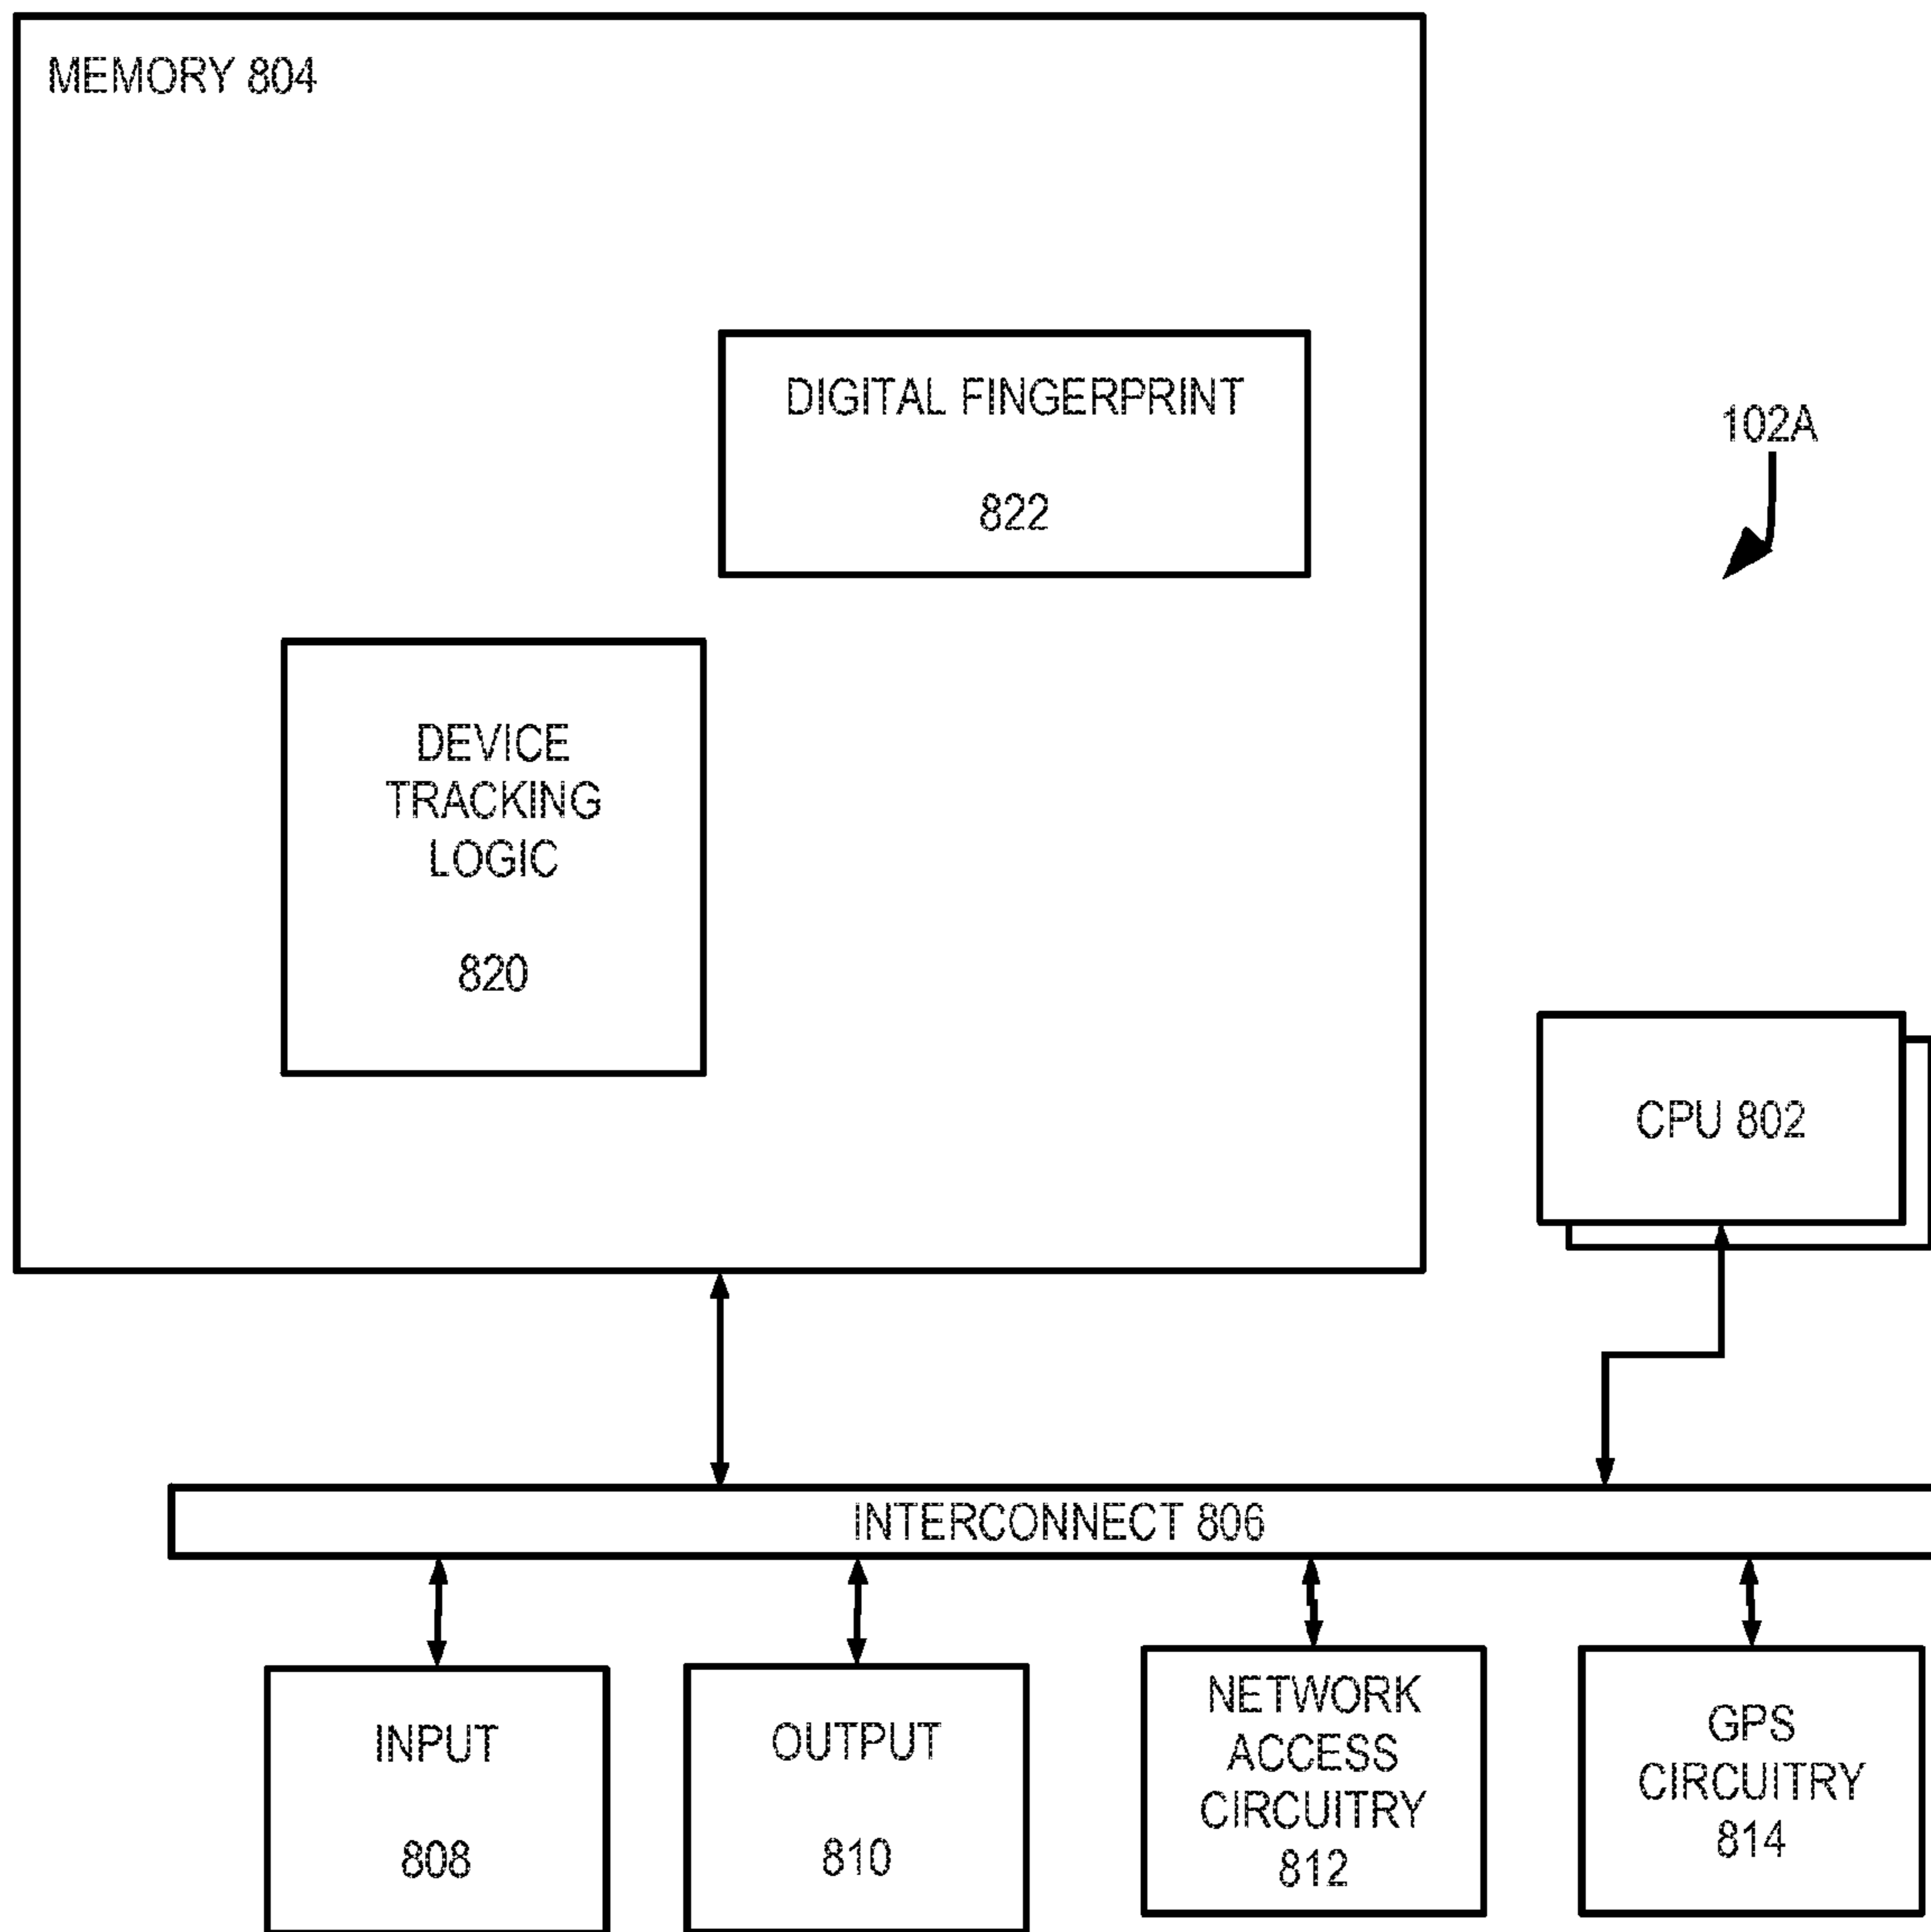 MEMORY 804
DIGITAL FINGERPRINT
822
102A
DEVICE
TRACKING
LOGIC
820
CPU 802
INTERCONNECT 806
INPUT
808
OUTPUT
810
NETWORK
ACCESS
CIRCUITRY
812
GPS
CIRCUITRY
814